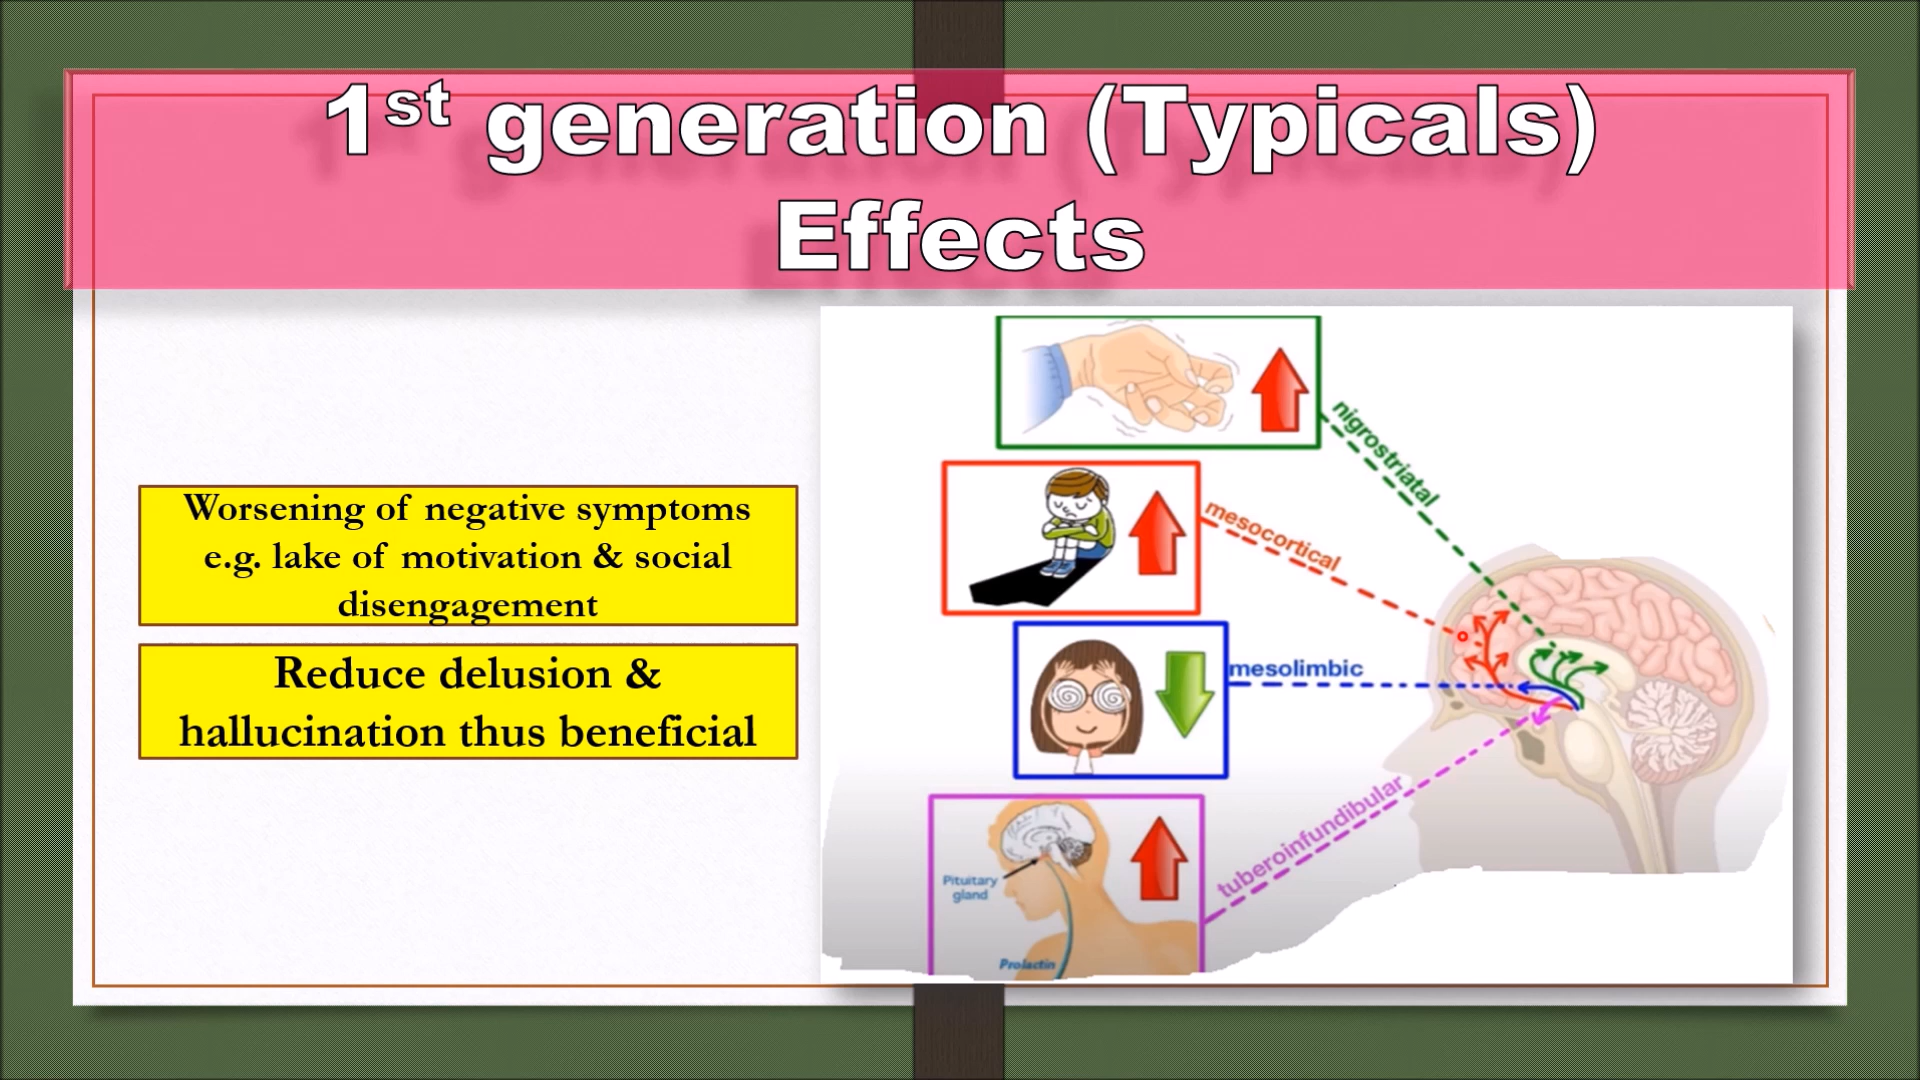 1st generation (Typicals)
Effects
Worsening of negative symptoms
e.g. lake of motivation & social
disengagement
Reduce delusion &
hallucination thus beneficial
nigrostriatal
mesocortical
mesolimbic
tuberoinfundibular
Pituitary
gland
Prolactin